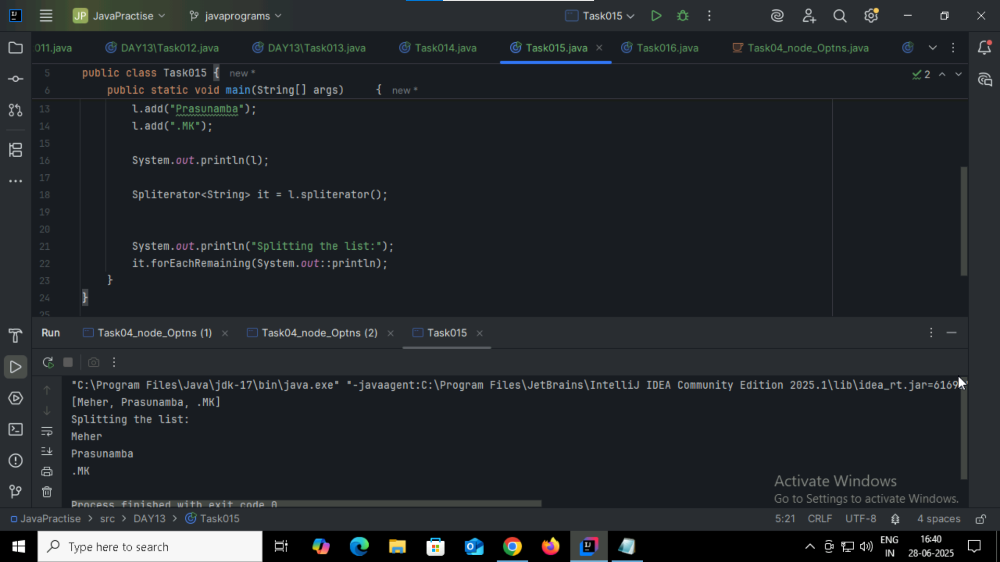 JP JavaPractise javaprograms Task015
011.java DAY13\Task012.java DAY13\Task013.java Task014.java Task015.java Task016.java Task04_node_Optns.java
5 public class Task015 { new *
2
6 public static void main(String[] args) { new *
13 l.add("Prasunamba");
14 l.add(".MK");
15
16 System.out.println(l);
17
18 Spliterator<String> it = l.spliterator();
19
20
21 System.out.println("Splitting the list:");
22 it.forEachRemaining(System.out::println);
23 }
24 }
25
Run Task04_node_Optns (1) Task04_node_Optns (2) Task015
"C:\Program Files\Java\jdk-17\bin\java.exe" "-javaagent:C:\Program Files\JetBrains\IntelliJ IDEA Community Edition 2025.1\lib\idea_rt.jar=6169
[Meher, Prasunamba, .MK]
Splitting the list:
Meher
Prasunamba
.MK
Process finished with exit code 0
Activate Windows
Go to Settings to activate Windows.
JavaPractise > src > DAY13 > Task015 5:21 CRLF UTF-8 4 spaces
Type here to search
ENG
IN
16:40
28-06-2025